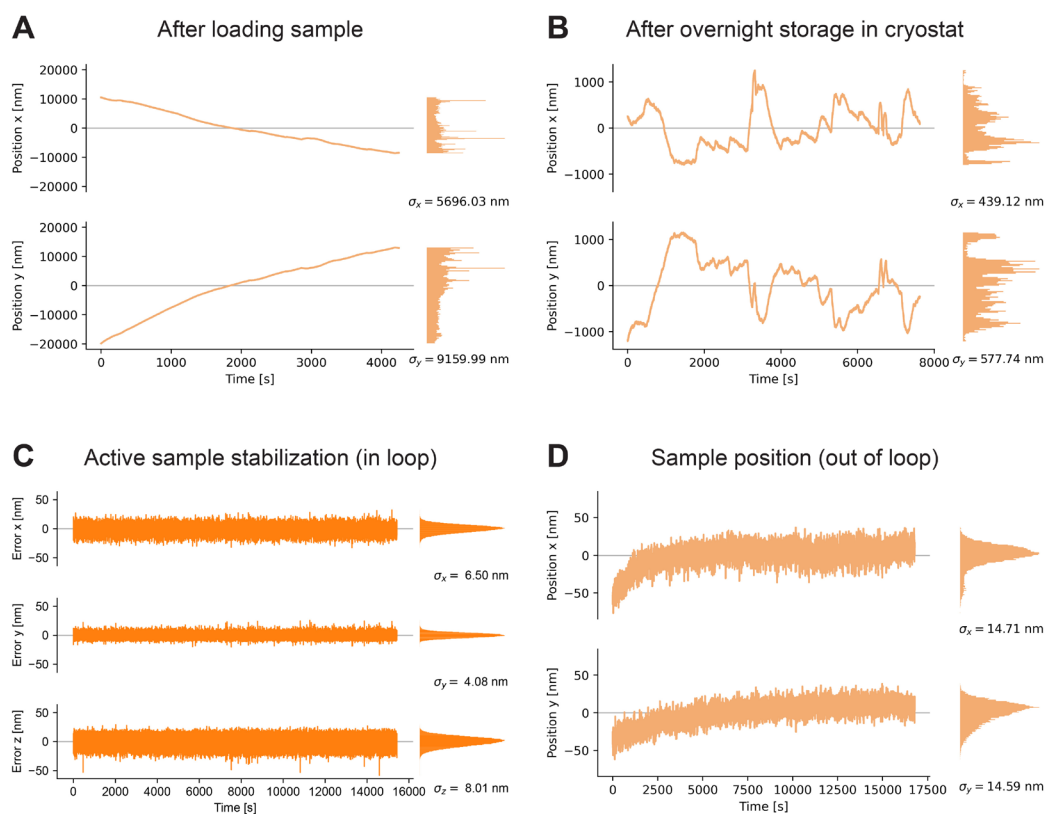 A After loading sample
20000
10000
0
−10000
−20000
Position x [nm]
σx = 5696.03 nm
20000
10000
0
−10000
−20000
Position y [nm]
σy = 9159.99 nm
0 1000 2000 3000 4000
Time [s]
B After overnight storage in cryostat
1000
0
−1000
Position x [nm]
σx = 439.12 nm
1000
0
−1000
Position y [nm]
σy = 577.74 nm
0 2000 4000 6000 8000
Time [s]
C Active sample stabilization (in loop)
50
0
−50
Error x [nm]
σx = 6.50 nm
50
0
−50
Error y [nm]
σy = 4.08 nm
50
0
−50
Error z [nm]
σz = 8.01 nm
0 2000 4000 6000 8000 10000 12000 14000 16000
Time [s]
D Sample position (out of loop)
50
0
−50
Position x [nm]
σx = 14.71 nm
50
0
−50
Position y [nm]
σy = 14.59 nm
0 2500 5000 7500 10000 12500 15000 17500
Time [s]